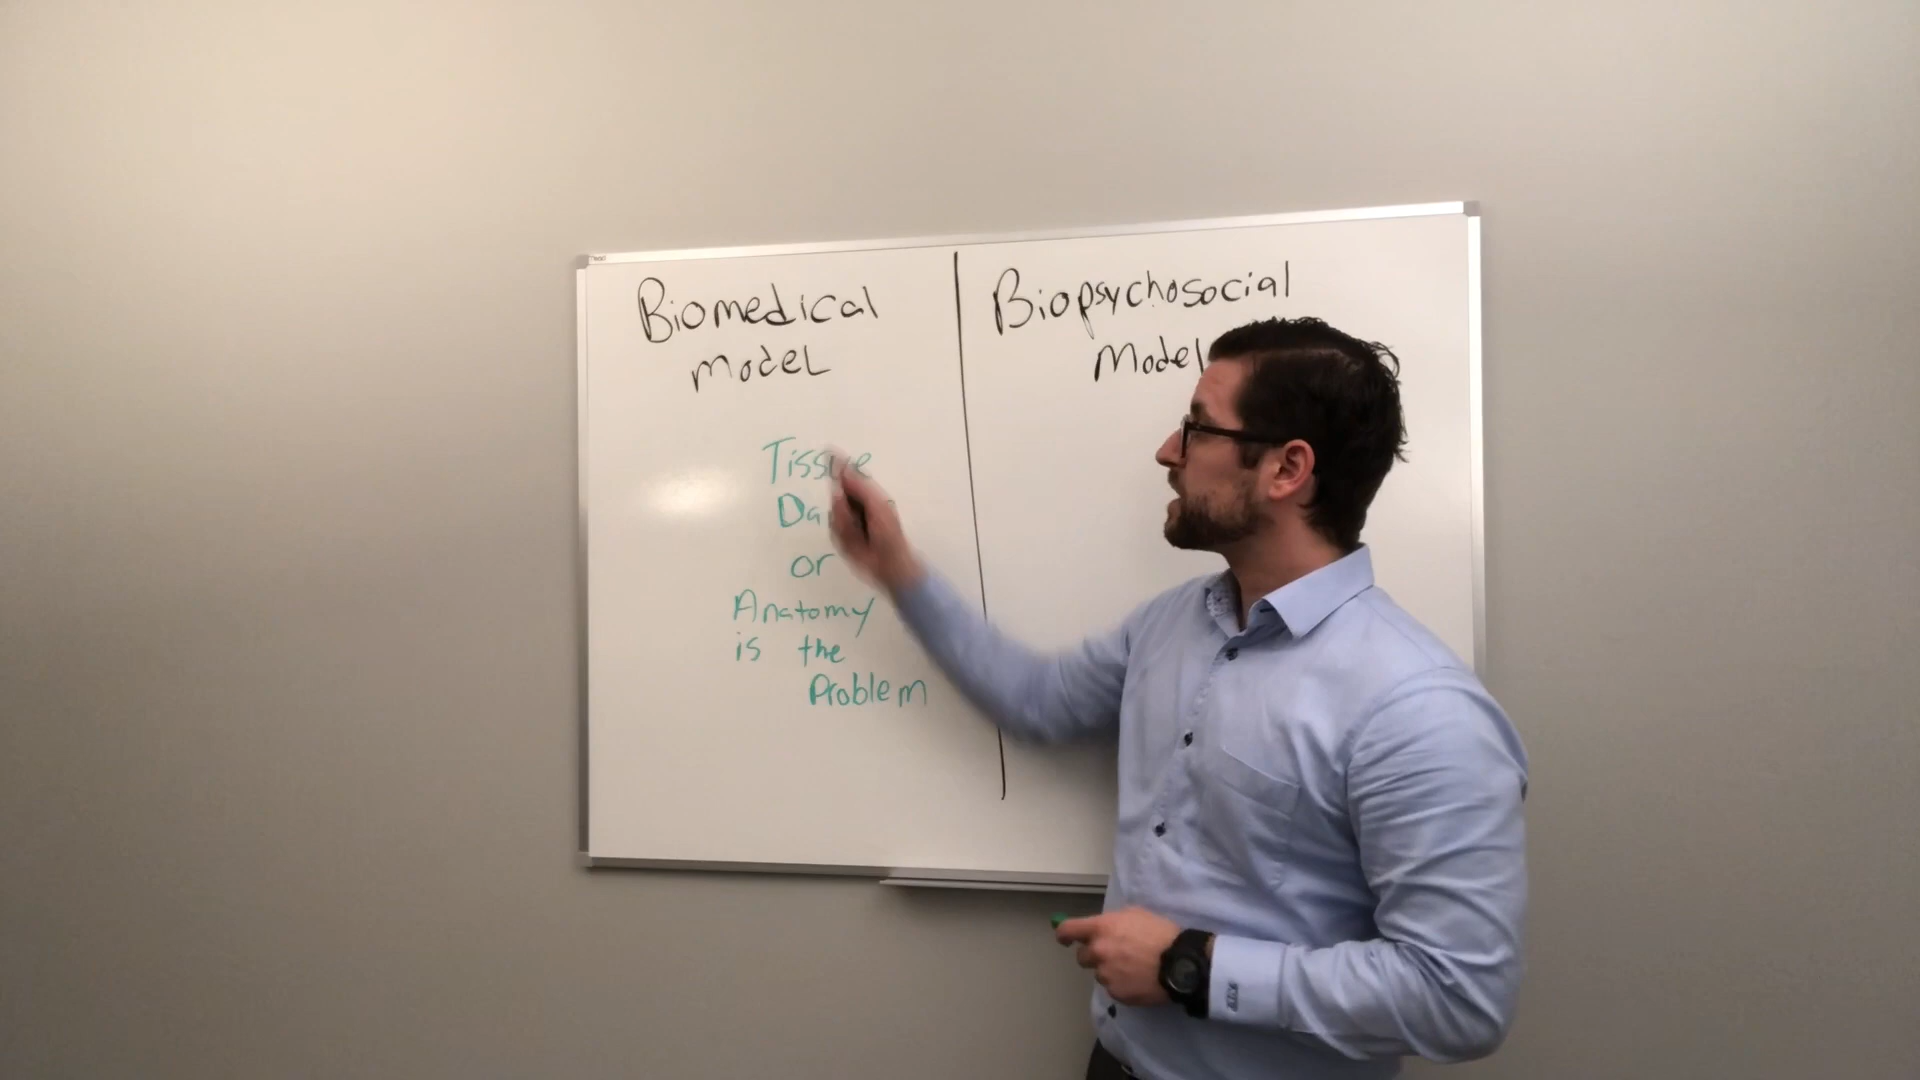 Biomedical
model
Biopsychosocial
Model
Tissue
or
Anatomy
is the
Problem